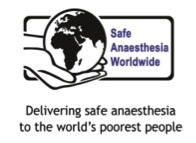 Safe
Anaesthesia
Worldwide
Delivering safe anaesthesia
to the world's poorest people